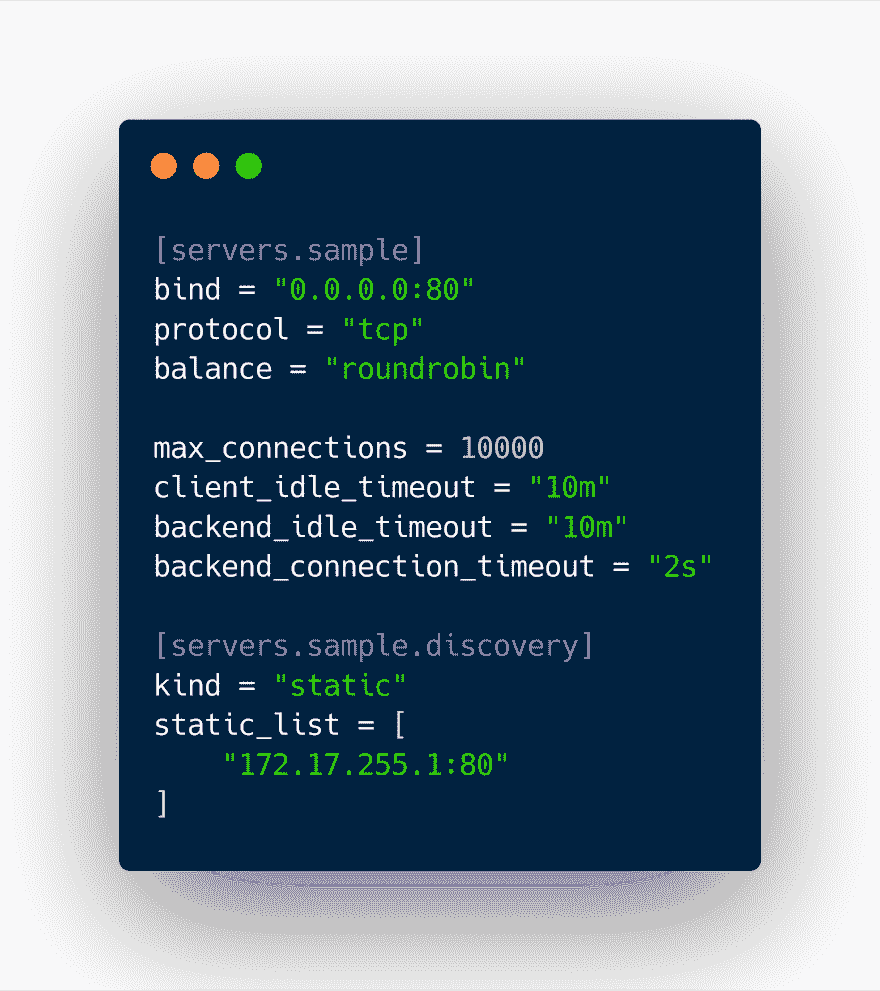 [servers.sample]
bind = "0.0.0.0:80"
protocol = "tcp"
balance = "roundrobin"

max_connections = 10000
client_idle_timeout = "10m"
backend_idle_timeout = "10m"
backend_connection_timeout = "2s"

[servers.sample.discovery]
kind = "static"
static_list = [
    "172.17.255.1:80"
]